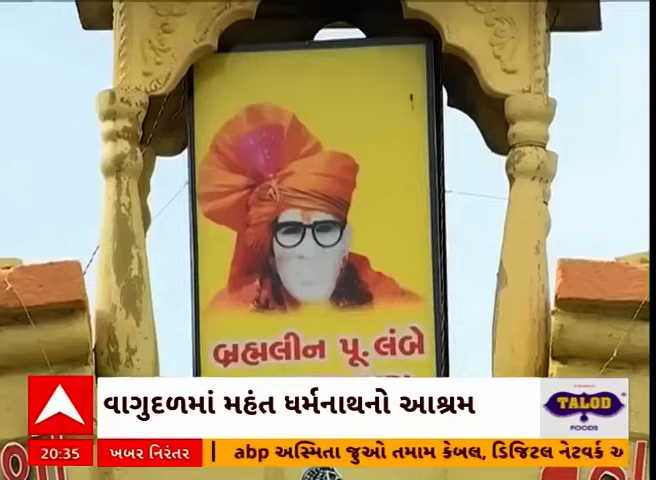 બ્રહ્મલીન પૂ. લંબે
વાગુદળમાં મહંત ધર્મનાથનો આશ્રમ
TALOD
FOODS
20:35
ખબર નિરંતર
abp અસ્મિતા જુઓ તમામ કેબલ, ડિજિટલ નેટવર્ક